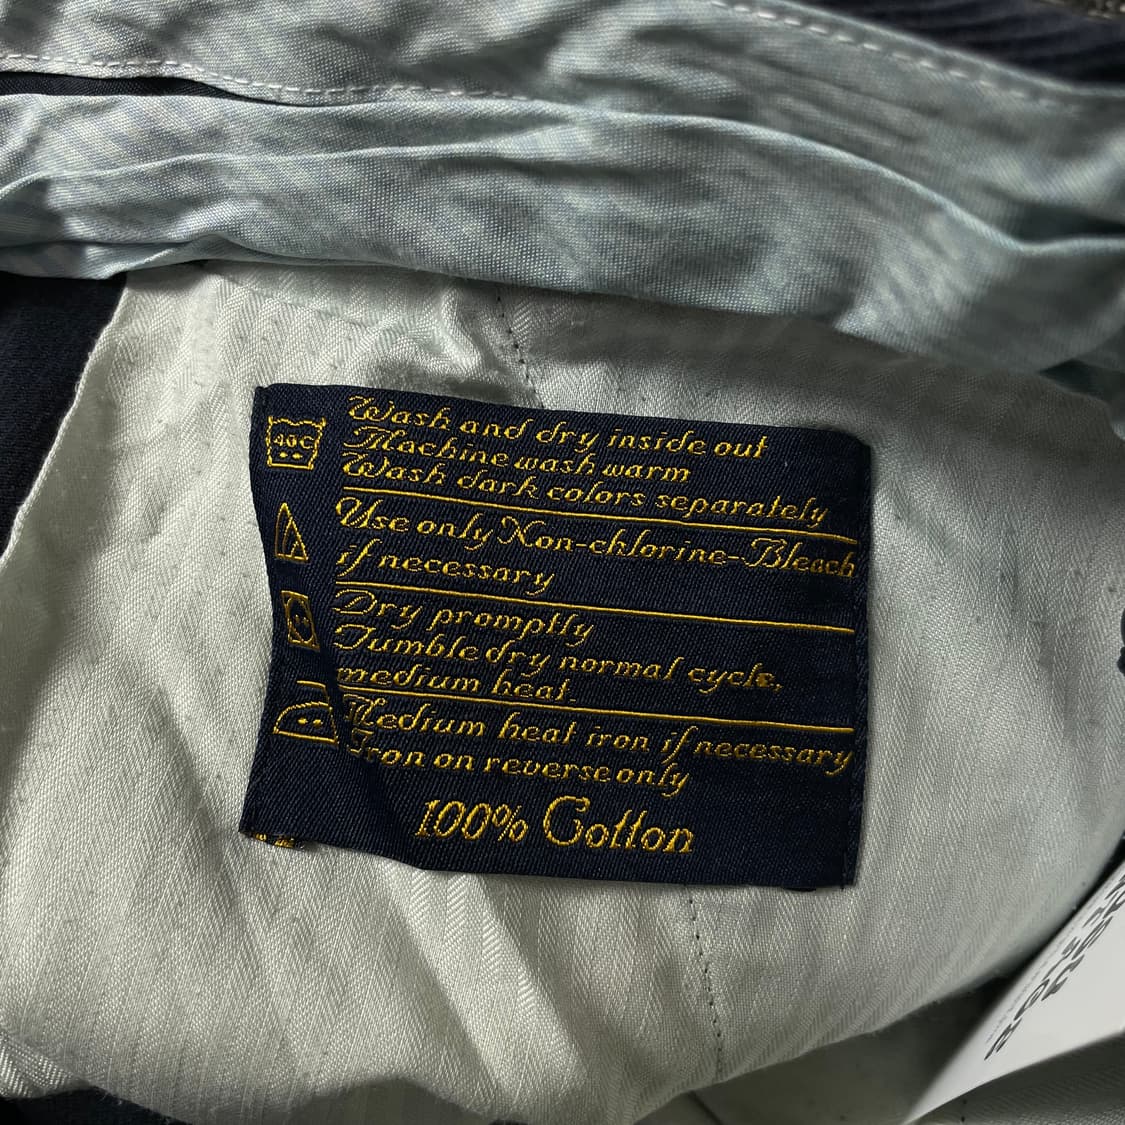 40C
Wash and dry inside out
Machine wash warm
Wash dark colors separately
Use only Non-chlorine-Bleach
if necessary
Dry promptly
Tumble dry normal cycle,
medium heat.
Medium heat iron if necessary
Iron on reverse only
100% Cotton